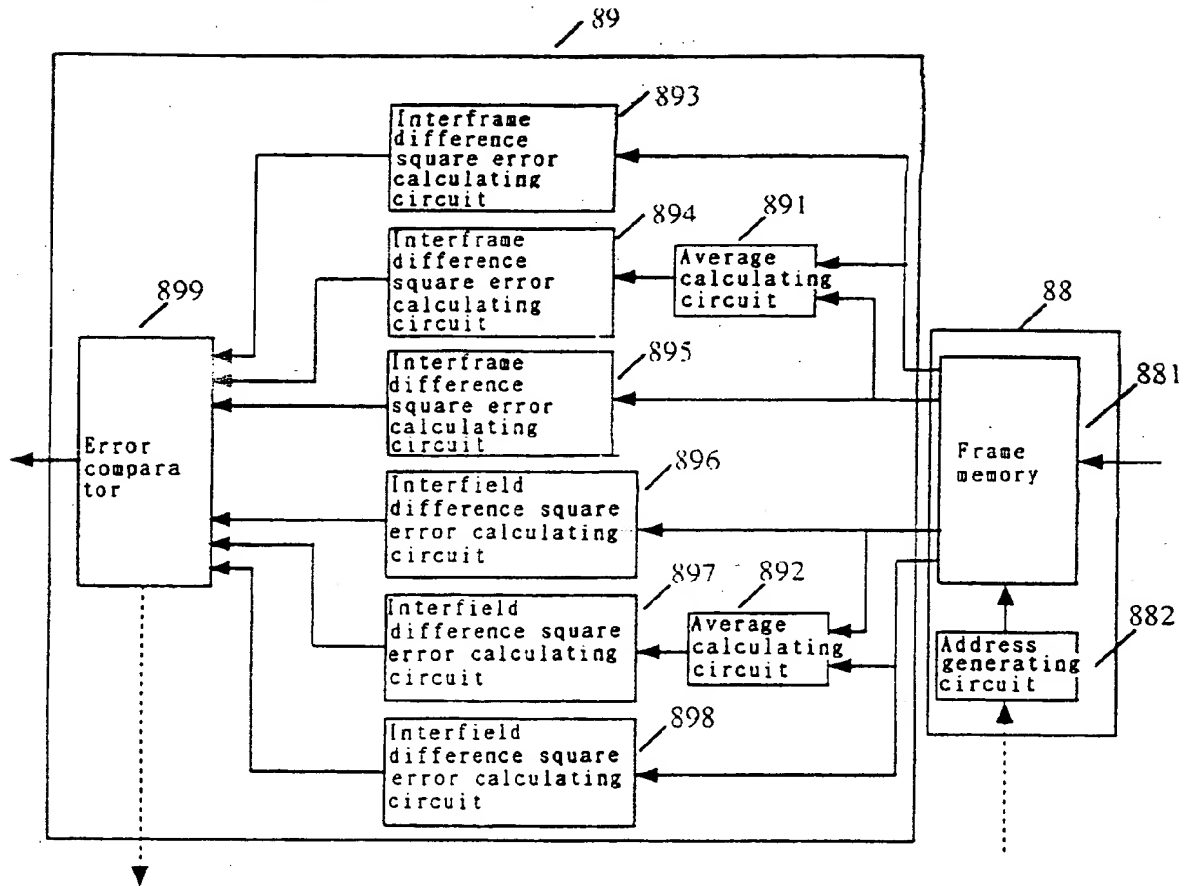 89
893
Interframe
difference
square error
calculating
circuit
894
Interframe
difference
square error
calculating
circuit
891
Average
calculating
circuit
899
Error
compara
tor
895
Interframe
difference
square error
calculating
circuit
88
881
Frame
memory
896
Interfield
difference square
error calculating
circuit
897
Interfield
difference square
error calculating
circuit
892
Average
calculating
circuit
882
Address
generating
circuit
898
Interfield
difference square
error calculating
circuit